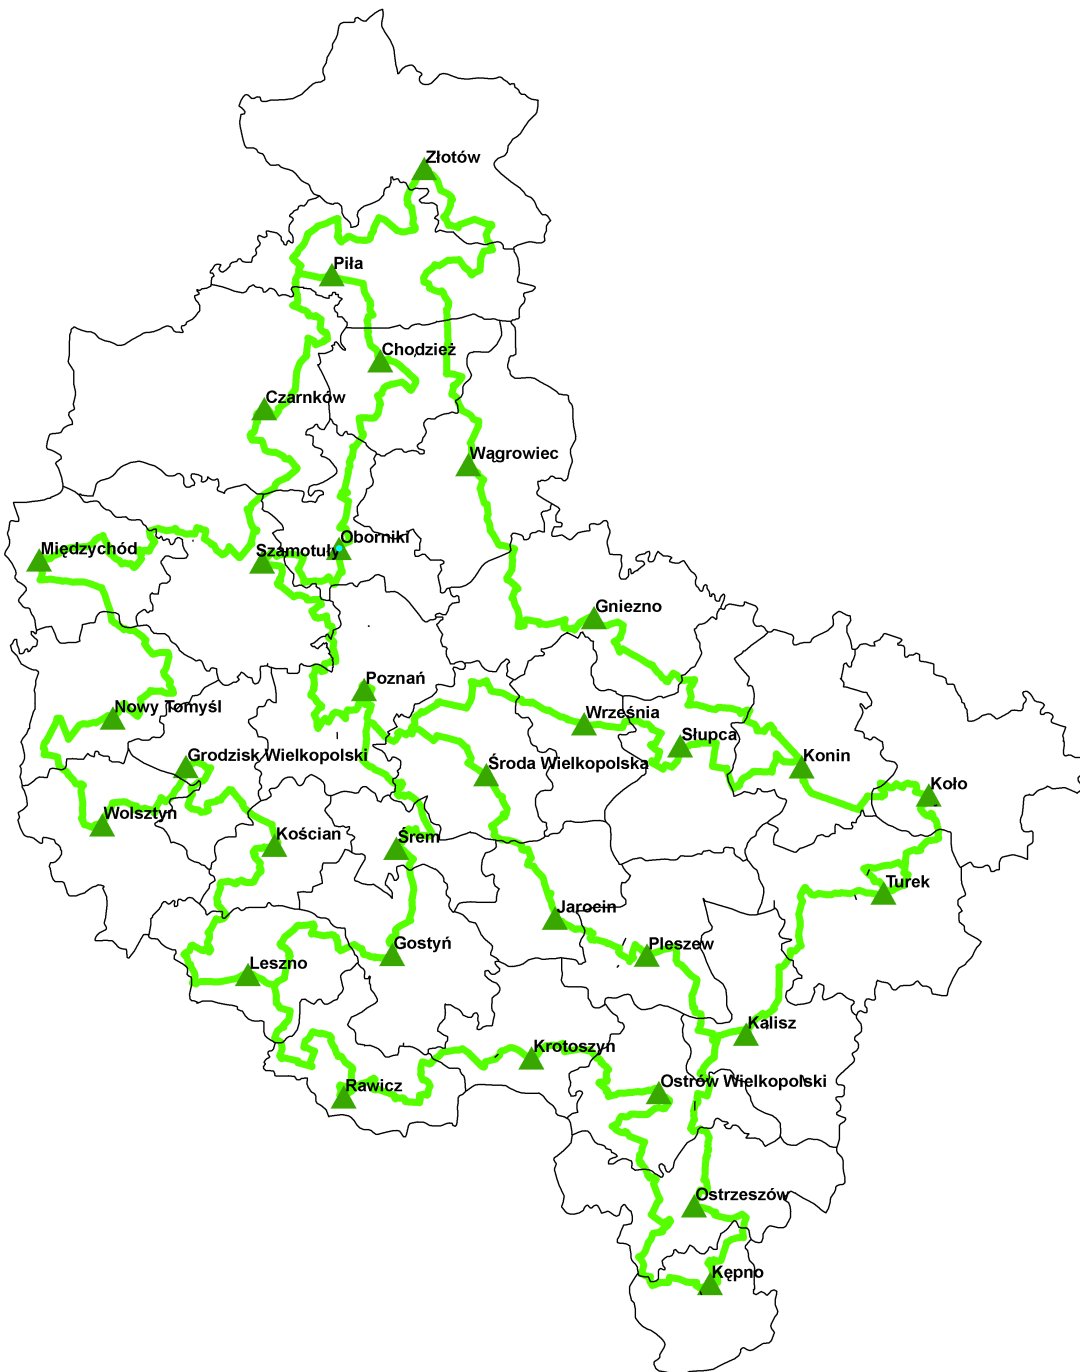 Złotów
Piła
Chodzież
Czarnków
Wągrowiec
Oborniki
Międzychód
Szamotuły
Gniezno
Poznań
Nowy Tomyśl
Września
Słupca
Grodzisk Wielkopolski
Środa Wielkopolska
Konin
Koło
Wolsztyn
Kościan
Śrem
Turek
Jarocin
Gostyń
Pleszew
Leszno
Kalisz
Krotoszyn
Rawicz
Ostrów Wielkopolski
Ostrzeszów
Kępno